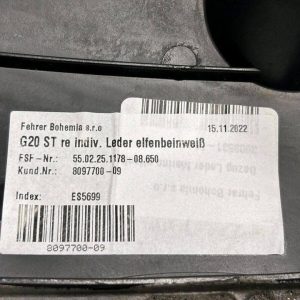 Fehrer Bohemia s.r.o
15.11.2022
G20 ST re indiv. Leder elfenbeinweiß
FSF-Nr.: 55.02.25.1178-08.650
Kund.Nr.: 8097700-09
Index: ES5699
8097700-09